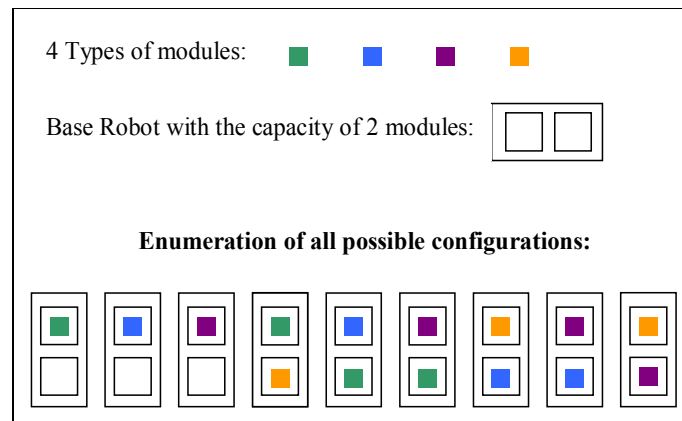 4 Types of modules:
Base Robot with the capacity of 2 modules:
Enumeration of all possible configurations: